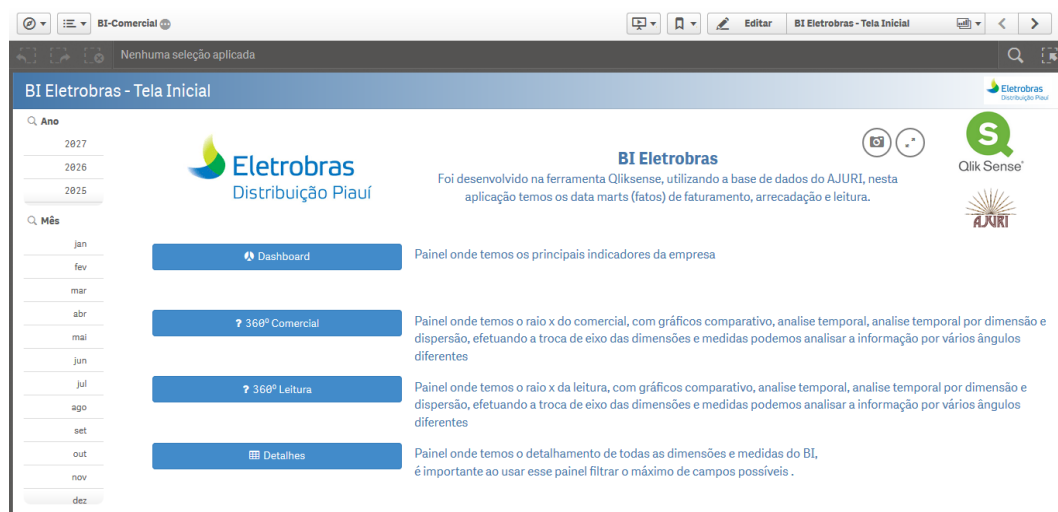 BI-Comercial
Editar
BI Eletrobras - Tela Inicial
Nenhuma seleção aplicada
BI Eletrobras - Tela Inicial
Eletrobras
Distribuição Piauí
Ano
2027
2026
2025
Mês
jan
fev
mar
abr
mai
jun
jul
ago
set
out
nov
dez
Eletrobras
Distribuição Piauí
BI Eletrobras
Foi desenvolvido na ferramenta Qliksense, utilizando a base de dados do AJURI, nesta
aplicação temos os data marts (fatos) de faturamento, arrecadação e leitura.
S
Qlik Sense®
AJURI
Dashboard
Painel onde temos os principais indicadores da empresa
? 360º Comercial
Painel onde temos o raio x do comercial, com gráficos comparativo, analise temporal, analise temporal por dimensão e
dispersão, efetuando a troca de eixo das dimensões e medidas podemos analisar a informação por vários ângulos
diferentes
? 360º Leitura
Painel onde temos o raio x da leitura, com gráficos comparativo, analise temporal, analise temporal por dimensão e
dispersão, efetuando a troca de eixo das dimensões e medidas podemos analisar a informação por vários ângulos
diferentes
Detalhes
Painel onde temos o detalhamento de todas as dimensões e medidas do BI,
é importante ao usar esse painel filtrar o máximo de campos possíveis .